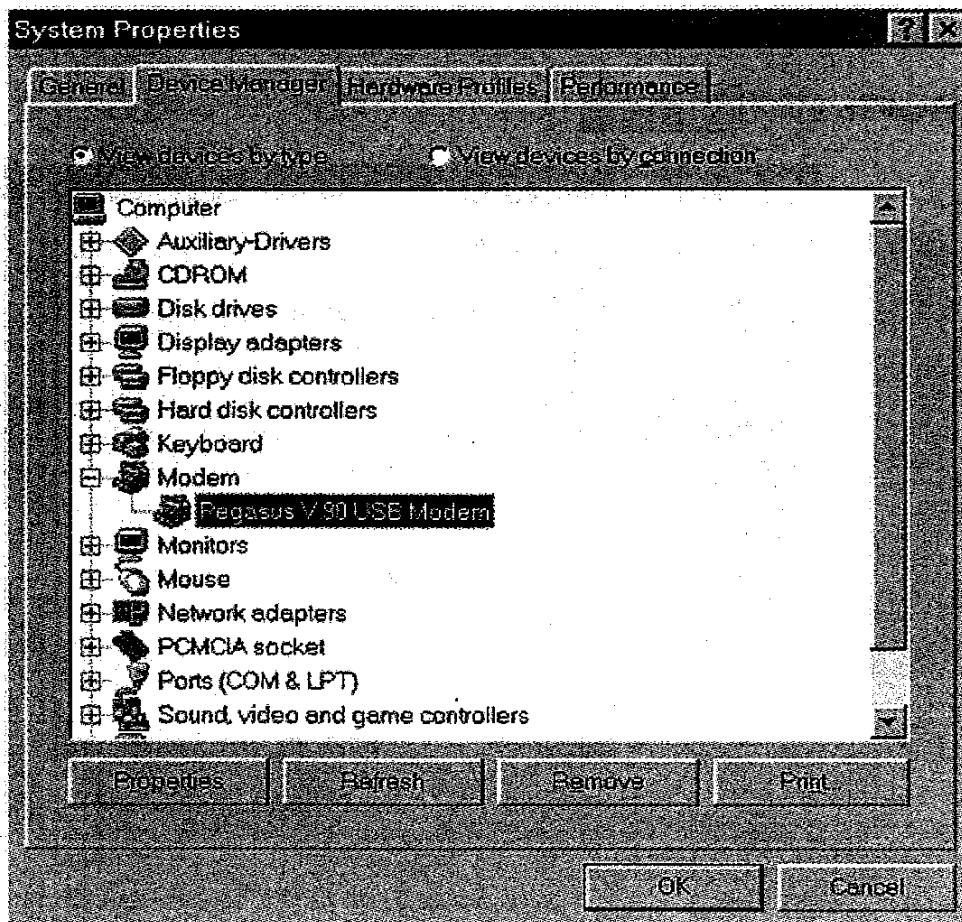 System Properties
General Device Manager Hardware Profiles Performance
View devices by type View devices by connection
Computer
Auxiliary-Drivers
CDROM
Disk drives
Display adapters
Floppy disk controllers
Hard disk controllers
Keyboard
Modem
Pegasus V.90 USB Modem
Monitors
Mouse
Network adapters
PCMCIA socket
Ports (COM & LPT)
Sound, video and game controllers
Properties Refresh Remove Print...
OK Cancel